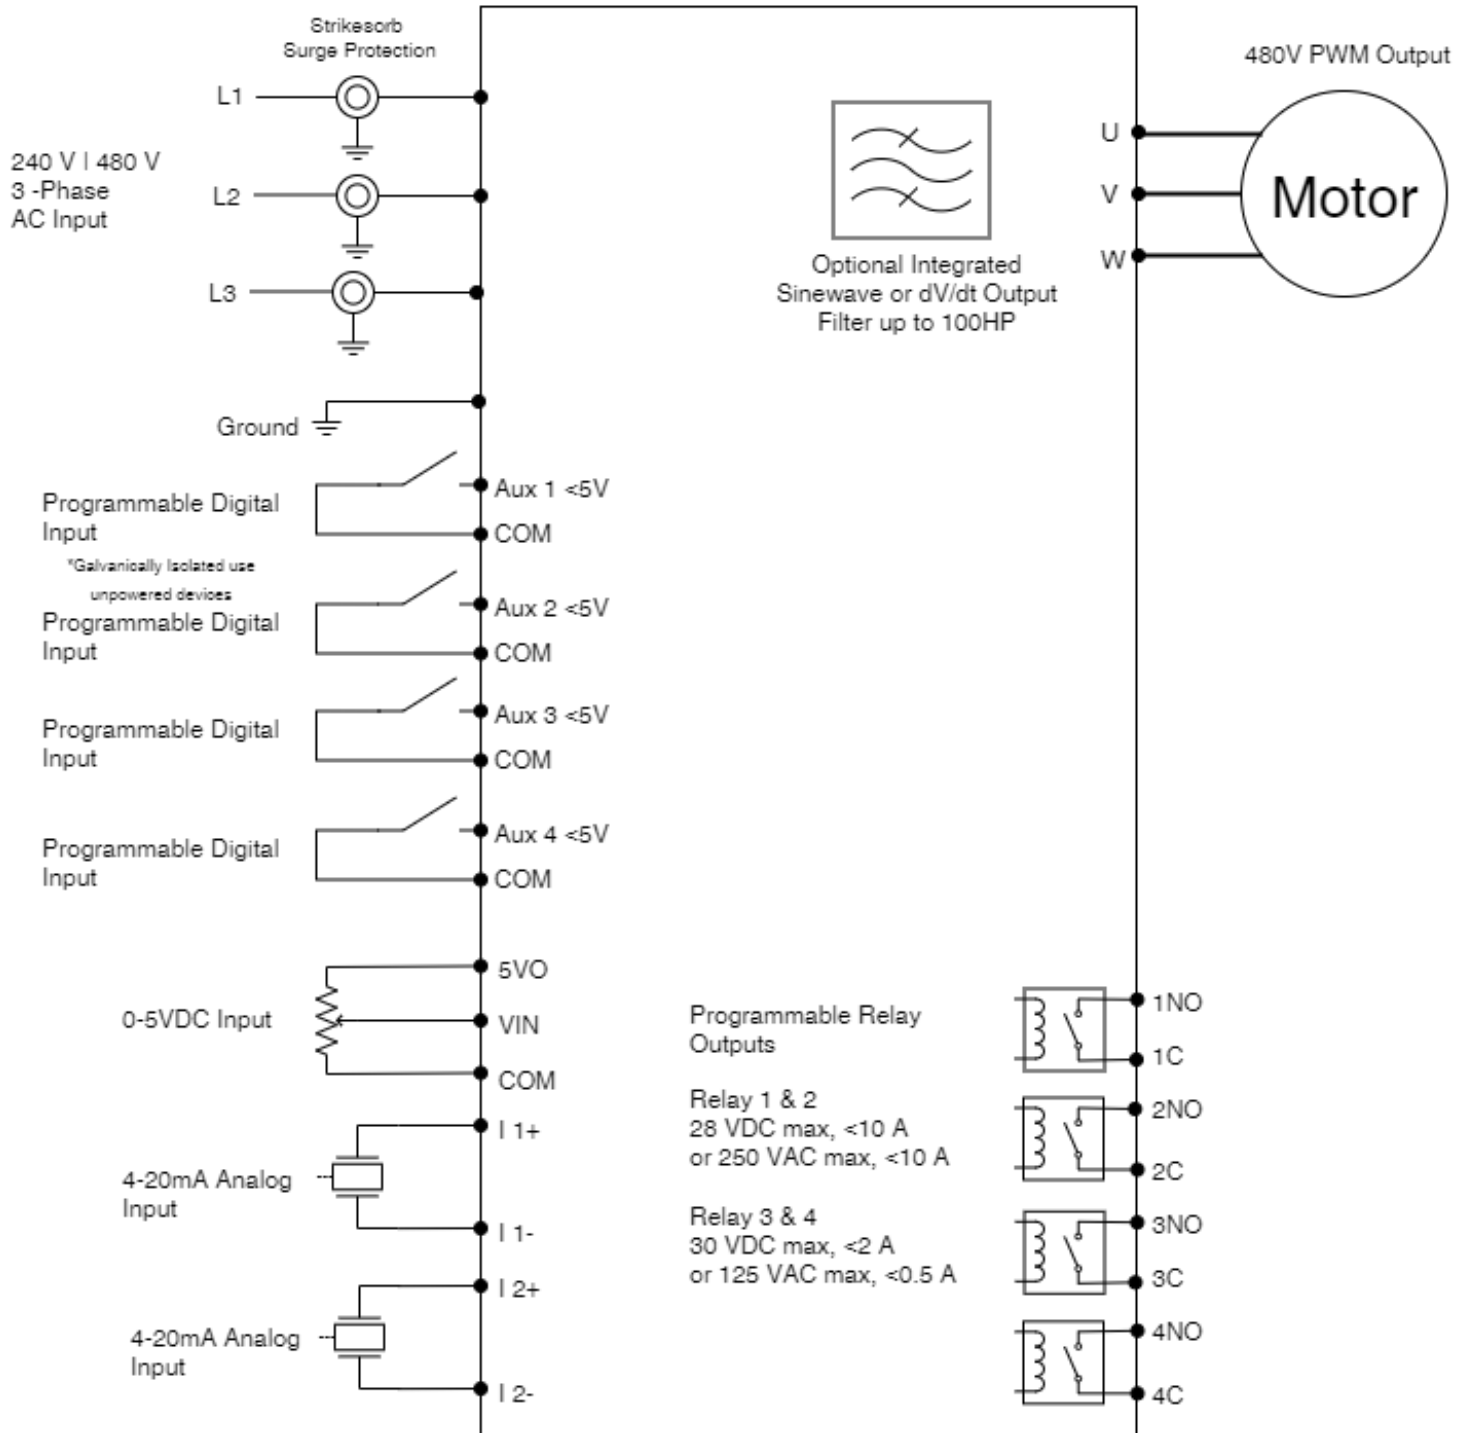 Strikesorb
Surge Protection
480V PWM Output
L1
240 V | 480 V
3 -Phase
AC Input
L2
L3
U
V
W
Motor
Optional Integrated
Sinewave or dV/dt Output
Filter up to 100HP
Ground
Programmable Digital
Input
Aux 1 <5V
COM
*Galvanically Isolated use
unpowered devices
Programmable Digital
Input
Aux 2 <5V
COM
Programmable Digital
Input
Aux 3 <5V
COM
Programmable Digital
Input
Aux 4 <5V
COM
0-5VDC Input
5VO
VIN
COM
4-20mA Analog
Input
I 1+
I 1-
4-20mA Analog
Input
I 2+
I 2-
Programmable Relay
Outputs
Relay 1 & 2
28 VDC max, <10 A
or 250 VAC max, <10 A
Relay 3 & 4
30 VDC max, <2 A
or 125 VAC max, <0.5 A
1NO
1C
2NO
2C
3NO
3C
4NO
4C